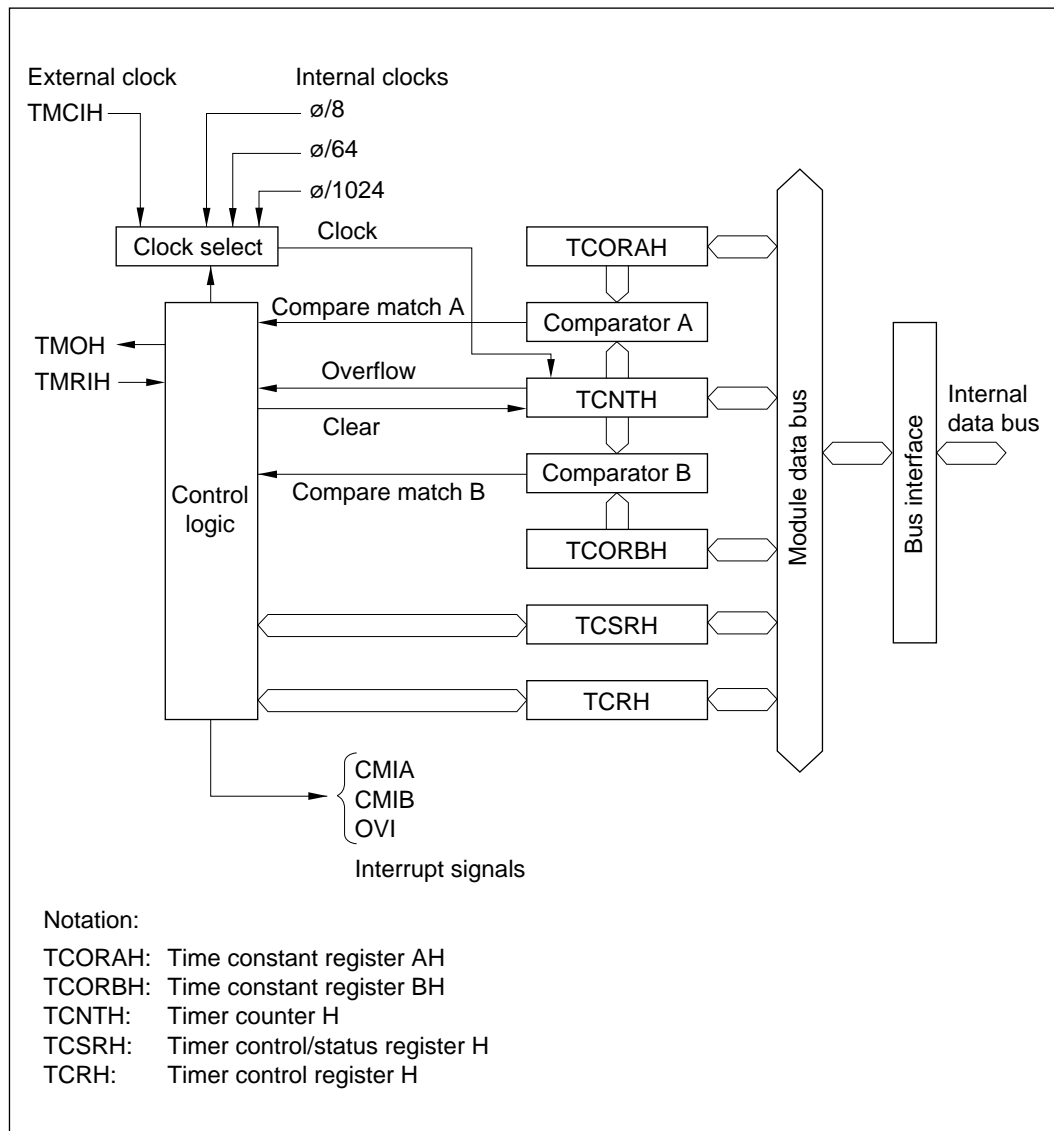 External clock
TMCIH
Internal clocks
ø/8
ø/64
ø/1024
Clock select
Clock
TCORAH
Compare match A
Comparator A
TMOH
TMRIH
Overflow
TCNTH
Clear
Compare match B
Comparator B
Control
logic
TCORBH
TCSRH
TCRH
Module data bus
Bus interface
Internal
data bus
CMIA
CMIB
OVI
Interrupt signals
Notation:
TCORAH: Time constant register AH
TCORBH: Time constant register BH
TCNTH: Timer counter H
TCSRH: Timer control/status register H
TCRH: Timer control register H